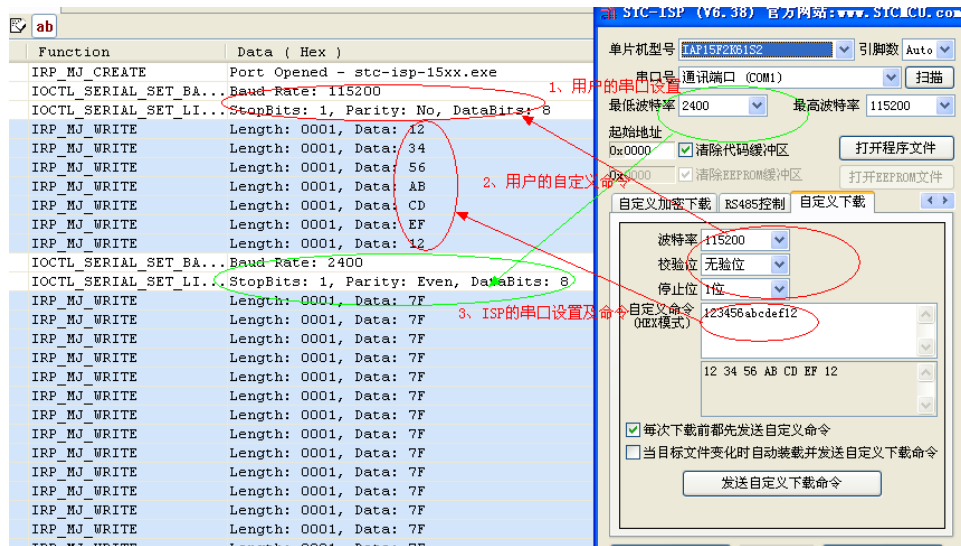 ab
Function Data ( Hex )
IRP_MJ_CREATE Port Opened - stc-isp-15xx.exe
IOCTL_SERIAL_SET_BA...Baud Rate: 115200
IOCTL_SERIAL_SET_LI...StopBits: 1, Parity: No, DataBits: 8
IRP_MJ_WRITE Length: 0001, Data: 12
IRP_MJ_WRITE Length: 0001, Data: 34
IRP_MJ_WRITE Length: 0001, Data: 56
IRP_MJ_WRITE Length: 0001, Data: AB
IRP_MJ_WRITE Length: 0001, Data: CD
IRP_MJ_WRITE Length: 0001, Data: EF
IRP_MJ_WRITE Length: 0001, Data: 12
IOCTL_SERIAL_SET_BA...Baud Rate: 2400
IOCTL_SERIAL_SET_LI...StopBits: 1, Parity: Even, DataBits: 8
IRP_MJ_WRITE Length: 0001, Data: 7F
IRP_MJ_WRITE Length: 0001, Data: 7F
IRP_MJ_WRITE Length: 0001, Data: 7F
IRP_MJ_WRITE Length: 0001, Data: 7F
IRP_MJ_WRITE Length: 0001, Data: 7F
IRP_MJ_WRITE Length: 0001, Data: 7F
IRP_MJ_WRITE Length: 0001, Data: 7F
IRP_MJ_WRITE Length: 0001, Data: 7F
IRP_MJ_WRITE Length: 0001, Data: 7F
IRP_MJ_WRITE Length: 0001, Data: 7F
IRP_MJ_WRITE Length: 0001, Data: 7F
IRP_MJ_WRITE Length: 0001, Data: 7F
IRP_MJ_WRITE Length: 0001, Data: 7F
1、用户的串口设置
2、用户的自定义命令
3、ISP的串口设置及命令
STC-ISP (V6.38) 官方网站:www.STCMCU.com
单片机型号 IAP15F2K61S2 引脚数 Auto
串口号 通讯端口 (COM1) 扫描
最低波特率 2400 最高波特率 115200
起始地址
0x0000 清除代码缓冲区 打开程序文件
0x0000 清除EEPROM缓冲区 打开EEPROM文件
自定义加密下载 RS485控制 自定义下载
波特率 115200
校验位 无验位
停止位 1位
自定义命令 123456abcdef12
(HEX模式)
12 34 56 AB CD EF 12
每次下载前都先发送自定义命令
当目标文件变化时自动装载并发送自定义下载命令
发送自定义下载命令